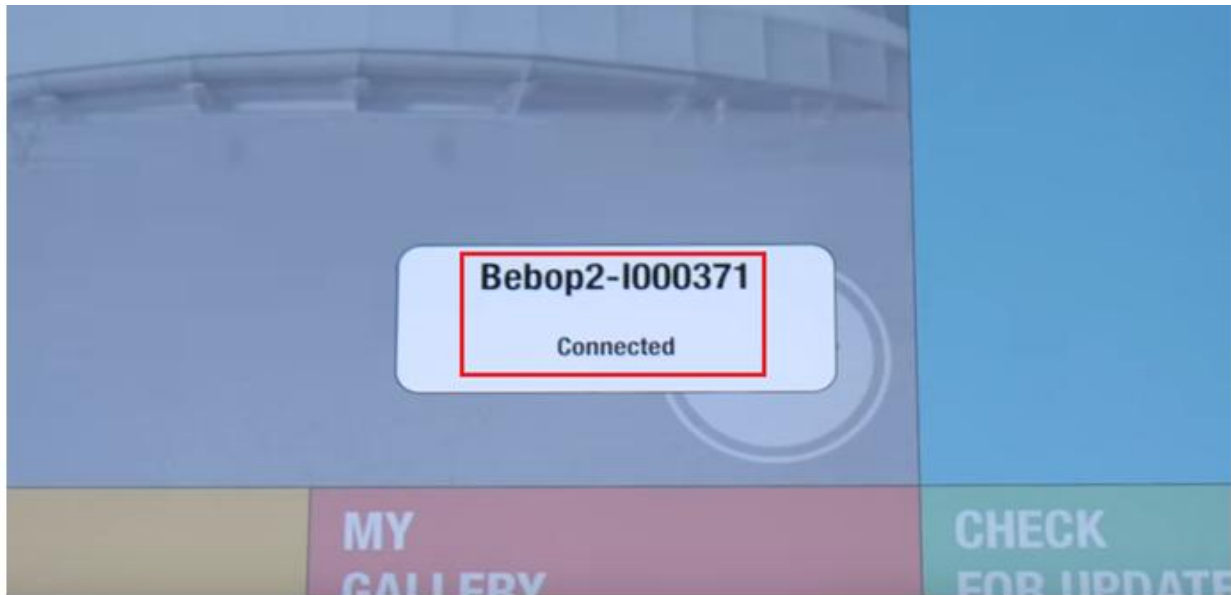 Bebop2-I000371
Connected
MY
GALLERY
CHECK
FOR UPDATE